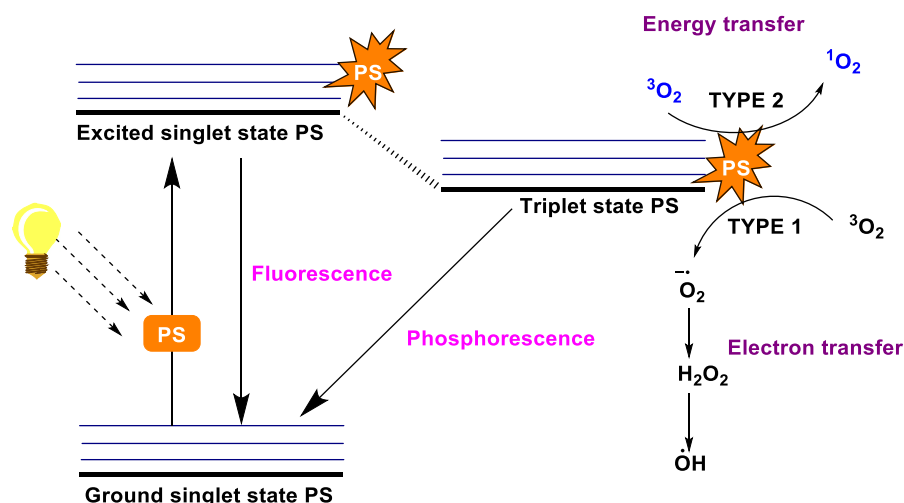 Energy transfer
PS
³O₂
TYPE 2
¹O₂
Excited singlet state PS
PS
Triplet state PS
TYPE 1
³O₂
Fluorescence
–•
O₂
PS
Phosphorescence
Electron transfer
H₂O₂
•
OH
Ground singlet state PS